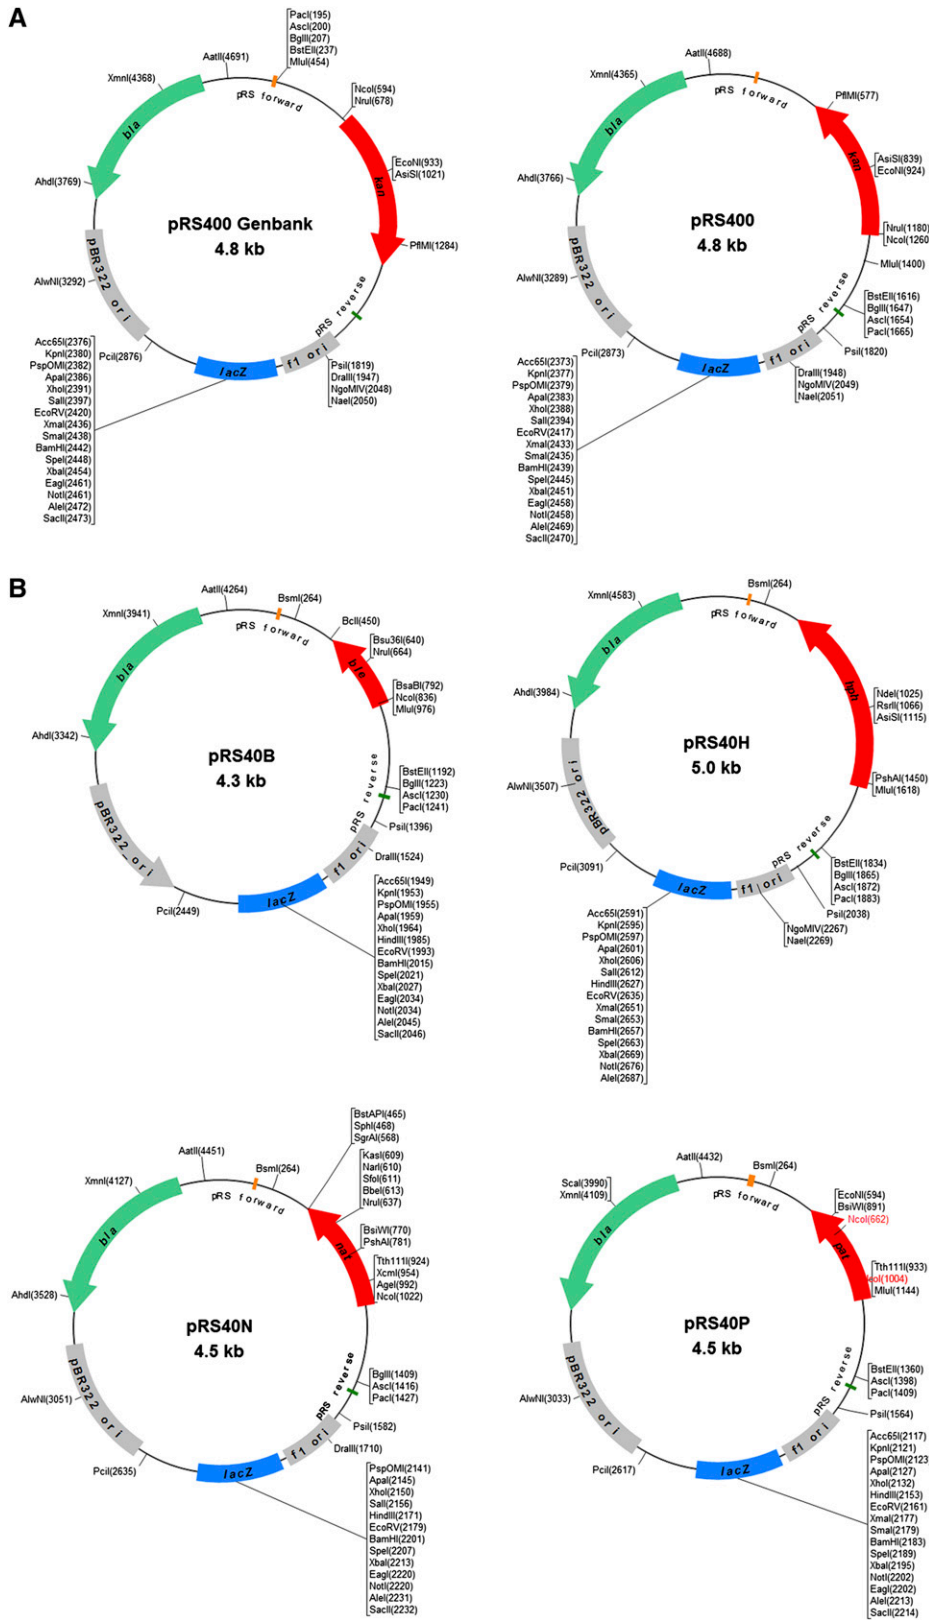 A
PacI(195)
AscI(200)
BglII(207)
BstEII(237)
MluI(454)
AatII(4691)
XmnI(4368)
pRS forward
NcoI(594)
NruI(678)
bla
kan
EcoNI(933)
AsiSI(1021)
AhdI(3769)
pRS400 Genbank
4.8 kb
PflMI(1284)
pBR322 ori
AlwNI(3292)
pRS reverse
PciI(2876)
lacZ
f1 ori
PsiI(1819)
DraIII(1947)
NgoMIV(2048)
NaeI(2050)
Acc65I(2376)
KpnI(2380)
PspOMI(2382)
ApaI(2386)
XhoI(2391)
SalI(2397)
EcoRV(2420)
XmaI(2436)
SmaI(2438)
BamHI(2442)
SpeI(2448)
XbaI(2454)
EagI(2461)
NotI(2461)
AleI(2472)
SacII(2473)
AatII(4688)
XmnI(4365)
pRS forward
PflMI(577)
bla
kan
AsiSI(839)
EcoNI(924)
AhdI(3766)
pRS400
4.8 kb
NruI(1180)
NcoI(1260)
MluI(1400)
pBR322 ori
AlwNI(3289)
pRS reverse
BstEII(1616)
BglII(1647)
AscI(1654)
PacI(1665)
PsiI(1820)
PciI(2873)
lacZ
f1 ori
DraIII(1948)
NgoMIV(2049)
NaeI(2051)
Acc65I(2373)
KpnI(2377)
PspOMI(2379)
ApaI(2383)
XhoI(2388)
SalI(2394)
EcoRV(2417)
XmaI(2433)
SmaI(2435)
BamHI(2439)
SpeI(2445)
XbaI(2451)
EagI(2458)
NotI(2458)
AleI(2469)
SacII(2470)
B
AatII(4264)
BsmI(264)
XmnI(3941)
pRS forward
BclI(450)
bla
ble
Bsu36I(640)
NruI(664)
BsaBI(792)
NcoI(836)
MluI(976)
AhdI(3342)
pRS40B
4.3 kb
BstEII(1192)
BglII(1223)
AscI(1230)
PacI(1241)
pRS reverse
PsiI(1396)
pBR322_ori
DraIII(1524)
f1 ori
lacZ
PciI(2449)
Acc65I(1949)
KpnI(1953)
PspOMI(1955)
ApaI(1959)
XhoI(1964)
HindIII(1985)
EcoRV(1993)
BamHI(2015)
SpeI(2021)
XbaI(2027)
EagI(2034)
NotI(2034)
AleI(2045)
SacII(2046)
BsmI(264)
XmnI(4583)
pRS forward
bla
hph
AhdI(3984)
NdeI(1025)
RsrII(1066)
AsiSI(1115)
pRS40H
5.0 kb
PshAI(1450)
MluI(1618)
AlwNI(3507)
pBR322 ori
pRS reverse
PciI(3091)
BstEII(1834)
BglII(1865)
AscI(1872)
PacI(1883)
PsiI(2038)
lacZ
f1 ori
NgoMIV(2267)
NaeI(2269)
Acc65I(2591)
KpnI(2595)
PspOMI(2597)
ApaI(2601)
XhoI(2606)
SalI(2612)
HindIII(2627)
EcoRV(2635)
XmaI(2651)
SmaI(2653)
BamHI(2657)
SpeI(2663)
XbaI(2669)
NotI(2676)
AleI(2687)
BstAPI(465)
SphI(468)
SgrAI(568)
AatII(4451)
BsmI(264)
XmnI(4127)
pRS forward
KasI(609)
NarI(610)
SfoI(611)
BbeI(613)
NruI(637)
bla
nat
BsiWI(770)
PshAI(781)
Tth111I(924)
XcmI(954)
AgeI(992)
NcoI(1022)
AhdI(3528)
pRS40N
4.5 kb
pBR322 ori
AlwNI(3051)
pRS reverse
BglII(1409)
AscI(1416)
PacI(1427)
PsiI(1582)
DraIII(1710)
PciI(2635)
lacZ
f1 ori
PspOMI(2141)
ApaI(2145)
XhoI(2150)
SalI(2156)
HindIII(2171)
EcoRV(2179)
BamHI(2201)
SpeI(2207)
XbaI(2213)
EagI(2220)
NotI(2220)
AleI(2231)
SacII(2232)
AatII(4432)
BsmI(264)
ScaI(3990)
XmnI(4109)
pRS forward
EcoNI(594)
BsiWI(891)
NcoI(662)
bla
pat
Tth111I(933)
coI(1004)
MluI(1144)
AhdI(3510)
pRS40P
4.5 kb
pBR322 ori
AlwNI(3033)
pRS reverse
BstEII(1360)
AscI(1398)
PacI(1409)
PsiI(1564)
PciI(2617)
lacZ
f1 ori
Acc65I(2117)
KpnI(2121)
PspOMI(2123)
ApaI(2127)
XhoI(2132)
HindIII(2153)
EcoRV(2161)
XmaI(2177)
SmaI(2179)
BamHI(2183)
SpeI(2189)
XbaI(2195)
NotI(2202)
EagI(2202)
AleI(2213)
SacII(2214)